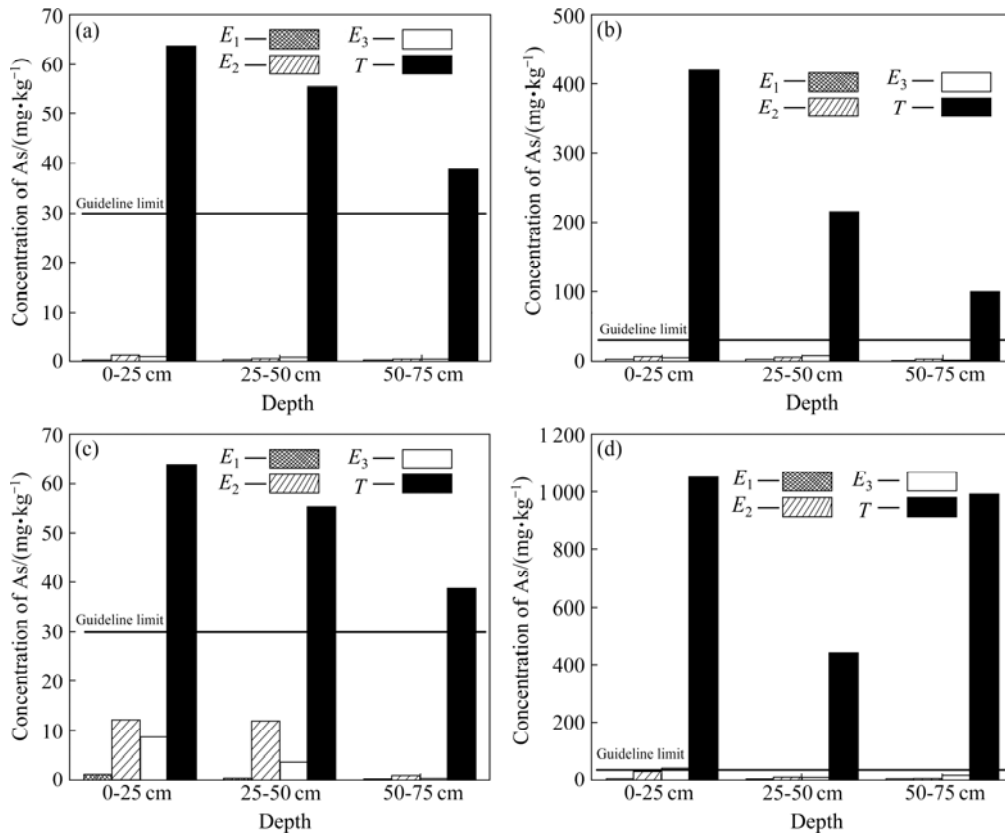 (a)
E₁
E₂
E₃
T
Concentration of As/(mg•kg⁻¹)
70
60
50
40
30
20
10
0
Guideline limit
0-25 cm
25-50 cm
50-75 cm
Depth
(b)
E₁
E₂
E₃
T
Concentration of As/(mg•kg⁻¹)
500
400
300
200
100
0
Guideline limit
0-25 cm
25-50 cm
50-75 cm
Depth
(c)
E₁
E₂
E₃
T
Concentration of As/(mg•kg⁻¹)
70
60
50
40
30
20
10
0
Guideline limit
0-25 cm
25-50 cm
50-75 cm
Depth
(d)
E₁
E₂
E₃
T
Concentration of As/(mg•kg⁻¹)
1 200
1 000
800
600
400
200
0
Guideline limit
0-25 cm
25-50 cm
50-75 cm
Depth